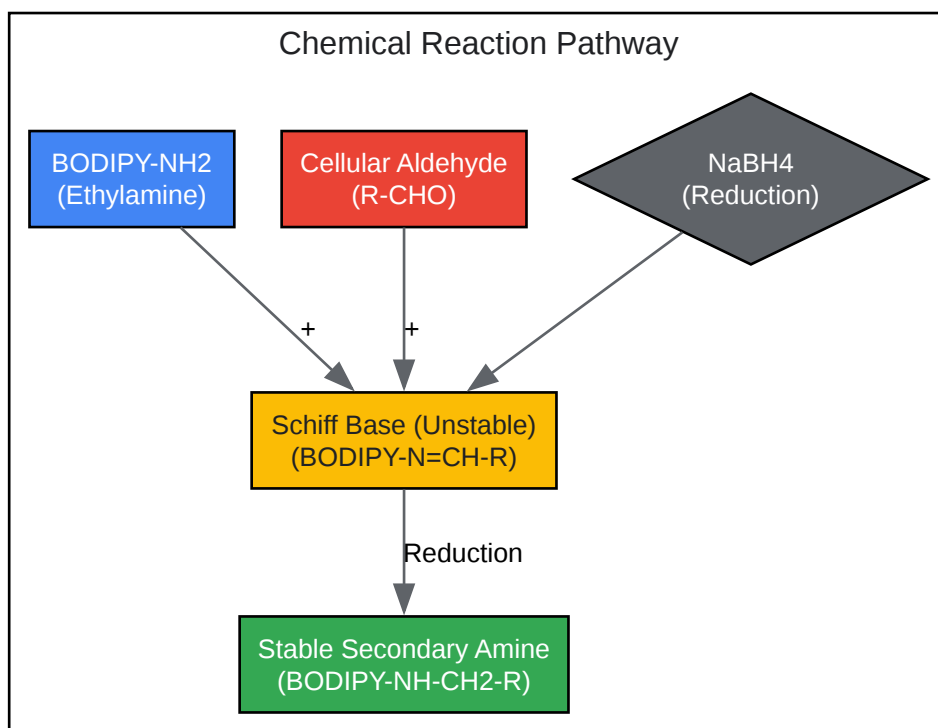 Chemical Reaction Pathway
BODIPY-NH2
(Ethylamine)
Cellular Aldehyde
(R-CHO)
NaBH4
(Reduction)
+
+
Schiff Base (Unstable)
(BODIPY-N=CH-R)
Reduction
Stable Secondary Amine
(BODIPY-NH-CH2-R)